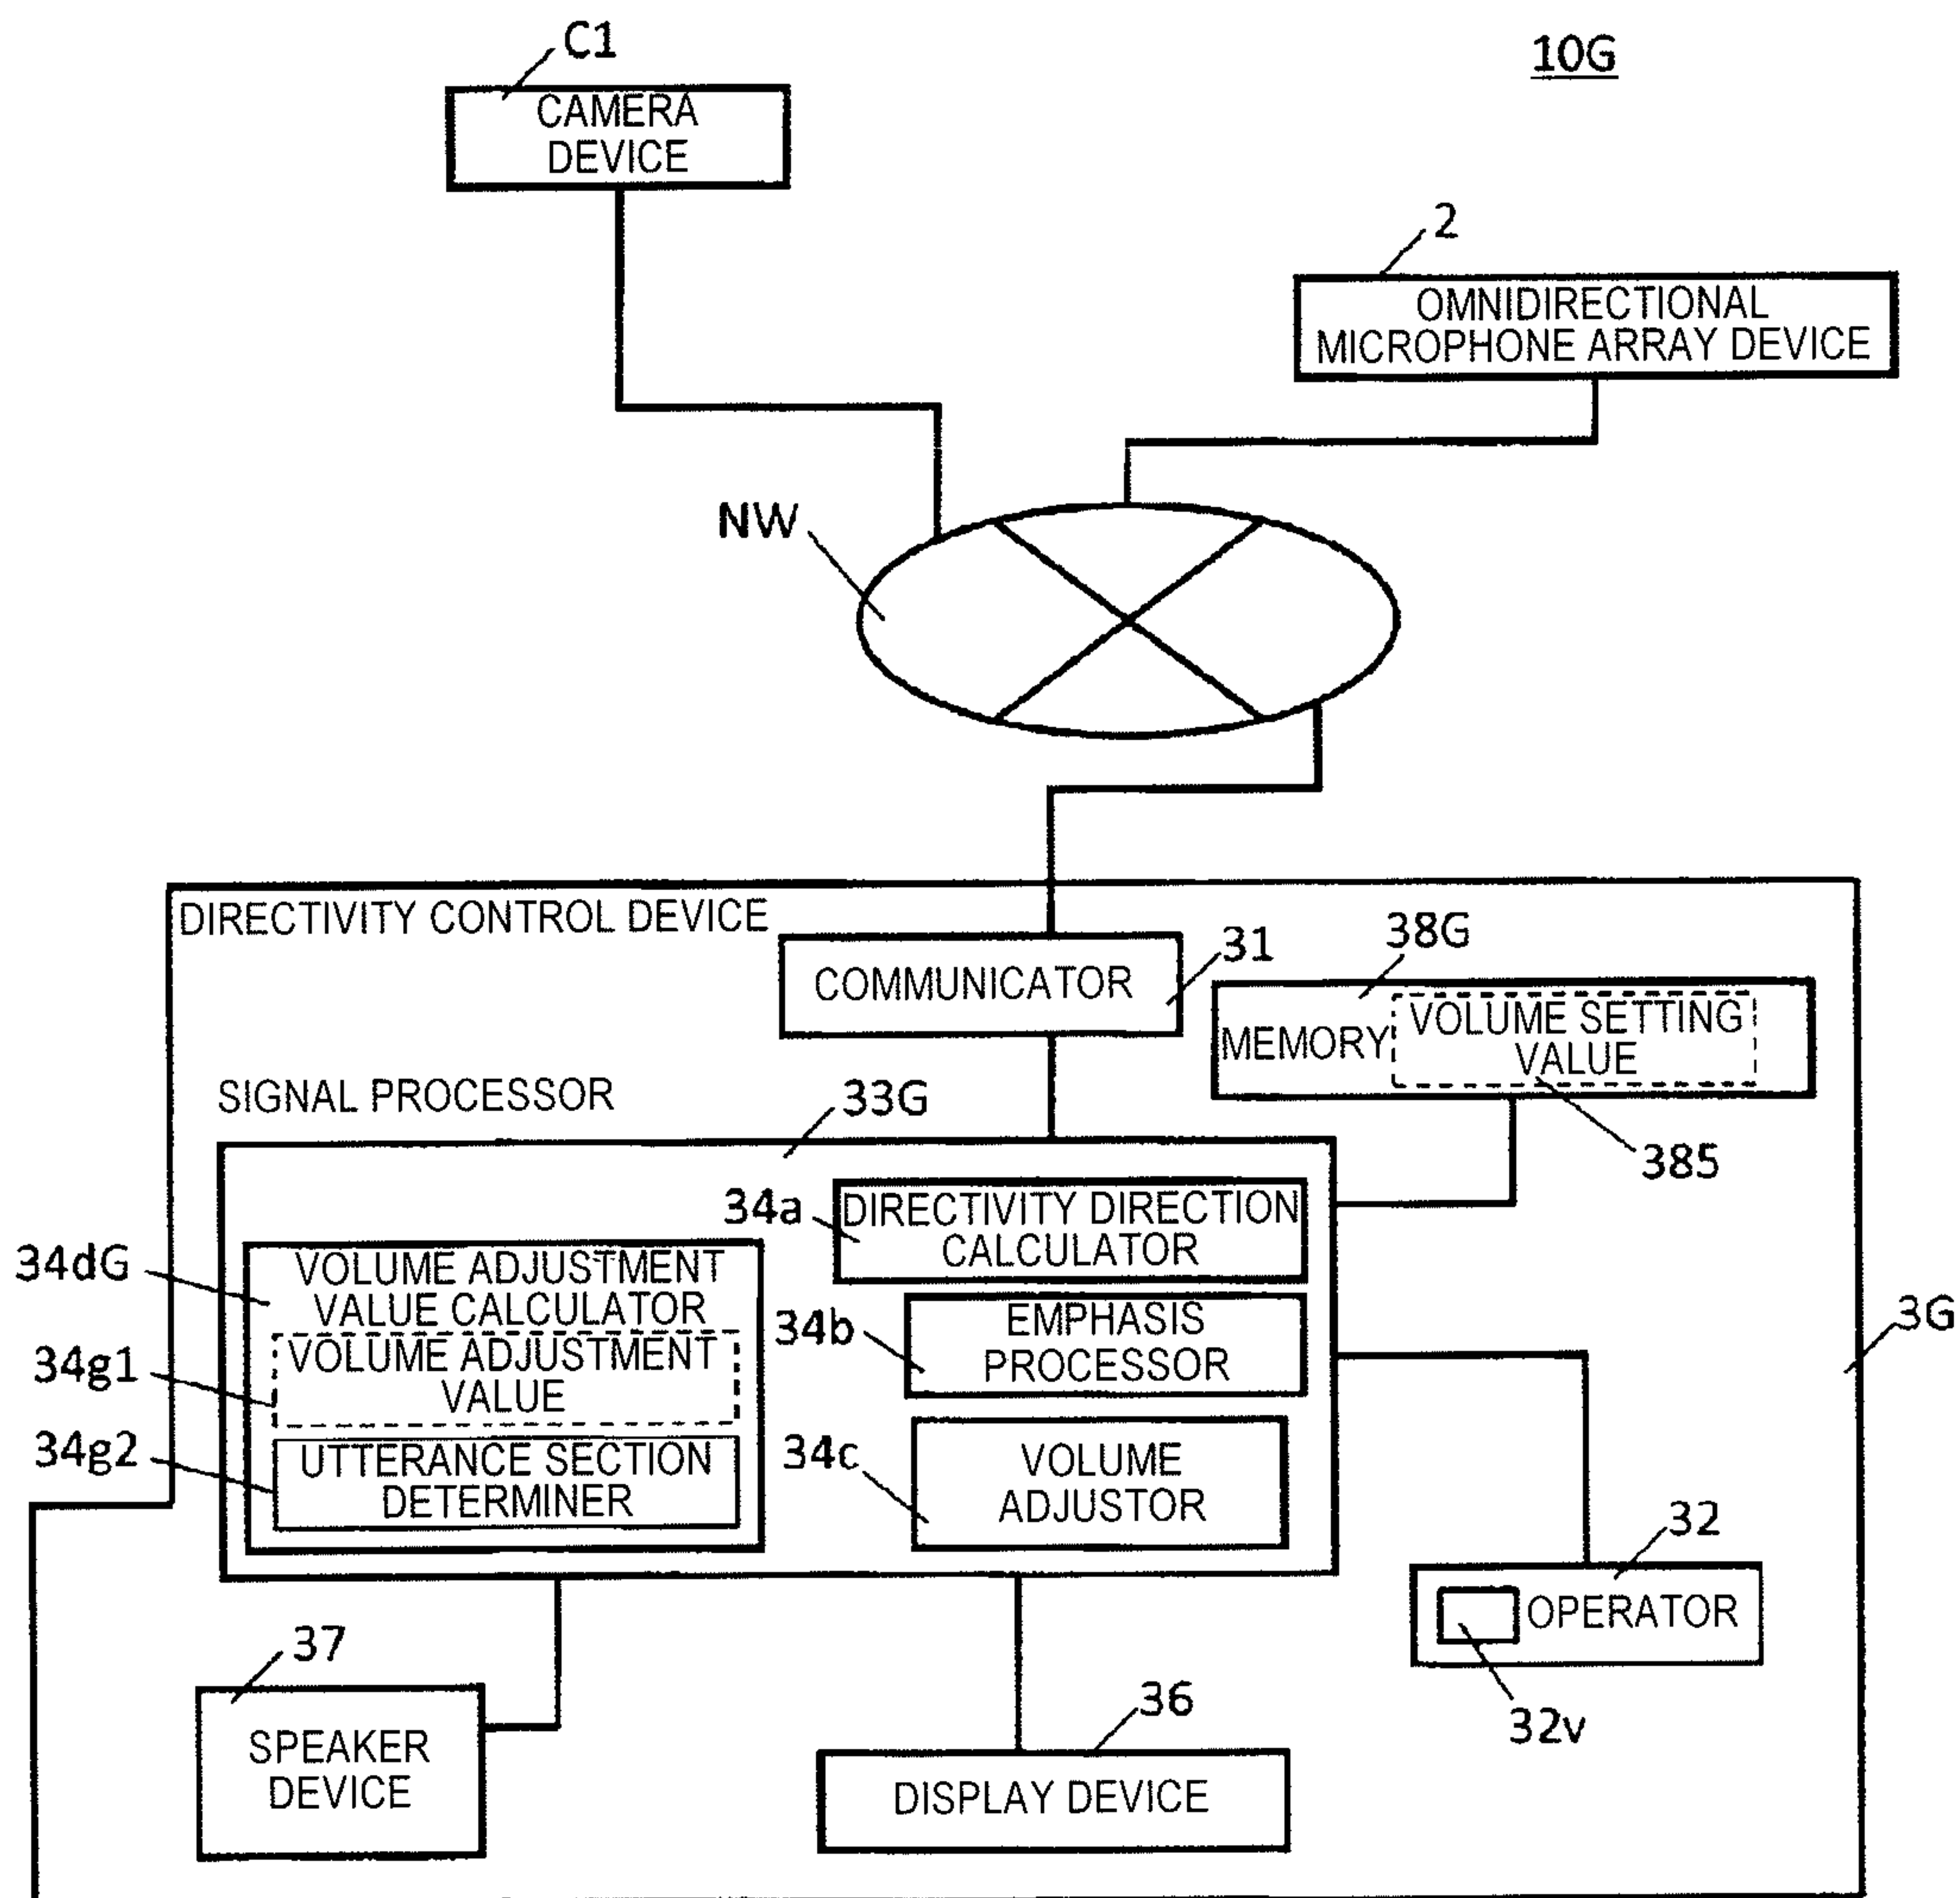 C1
10G
CAMERA
DEVICE
2
OMNIDIRECTIONAL
MICROPHONE ARRAY DEVICE
NW
DIRECTIVITY CONTROL DEVICE
31
COMMUNICATOR
38G
MEMORY
VOLUME SETTING
VALUE
385
SIGNAL PROCESSOR
33G
34a
DIRECTIVITY DIRECTION
CALCULATOR
34dG
VOLUME ADJUSTMENT
VALUE CALCULATOR
34g1
VOLUME ADJUSTMENT
VALUE
34g2
UTTERANCE SECTION
DETERMINER
34b
EMPHASIS
PROCESSOR
34c
VOLUME
ADJUSTOR
3G
32
OPERATOR
32v
37
SPEAKER
DEVICE
36
DISPLAY DEVICE